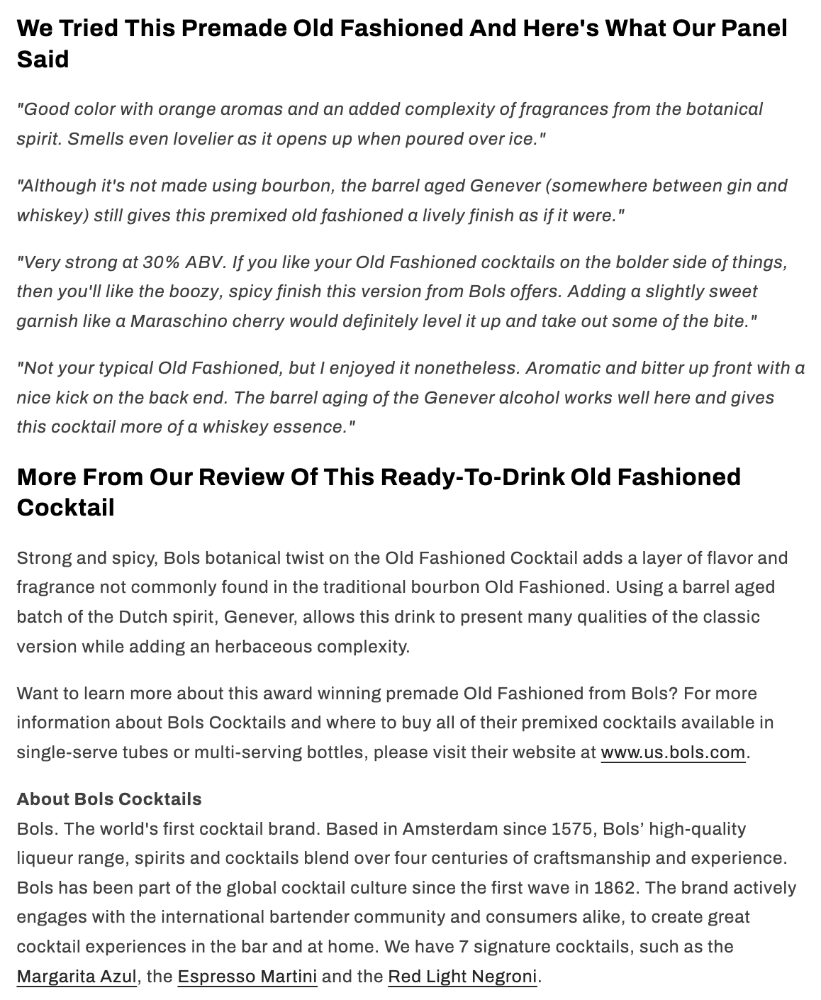 We Tried This Premade Old Fashioned And Here's What Our Panel
Said
"Good color with orange aromas and an added complexity of fragrances from the botanical
spirit. Smells even lovelier as it opens up when poured over ice."
"Although it's not made using bourbon, the barrel aged Genever (somewhere between gin and
whiskey) still gives this premixed old fashioned a lively finish as if it were."
"Very strong at 30% ABV. If you like your Old Fashioned cocktails on the bolder side of things,
then you'll like the boozy, spicy finish this version from Bols offers. Adding a slightly sweet
garnish like a Maraschino cherry would definitely level it up and take out some of the bite."
"Not your typical Old Fashioned, but I enjoyed it nonetheless. Aromatic and bitter up front with a
nice kick on the back end. The barrel aging of the Genever alcohol works well here and gives
this cocktail more of a whiskey essence."
More From Our Review Of This Ready-To-Drink Old Fashioned
Cocktail
Strong and spicy, Bols botanical twist on the Old Fashioned Cocktail adds a layer of flavor and
fragrance not commonly found in the traditional bourbon Old Fashioned. Using a barrel aged
batch of the Dutch spirit, Genever, allows this drink to present many qualities of the classic
version while adding an herbaceous complexity.
Want to learn more about this award winning premade Old Fashioned from Bols? For more
information about Bols Cocktails and where to buy all of their premixed cocktails available in
single-serve tubes or multi-serving bottles, please visit their website at www.us.bols.com.
About Bols Cocktails
Bols. The world's first cocktail brand. Based in Amsterdam since 1575, Bols’ high-quality
liqueur range, spirits and cocktails blend over four centuries of craftsmanship and experience.
Bols has been part of the global cocktail culture since the first wave in 1862. The brand actively
engages with the international bartender community and consumers alike, to create great
cocktail experiences in the bar and at home. We have 7 signature cocktails, such as the
Margarita Azul, the Espresso Martini and the Red Light Negroni.